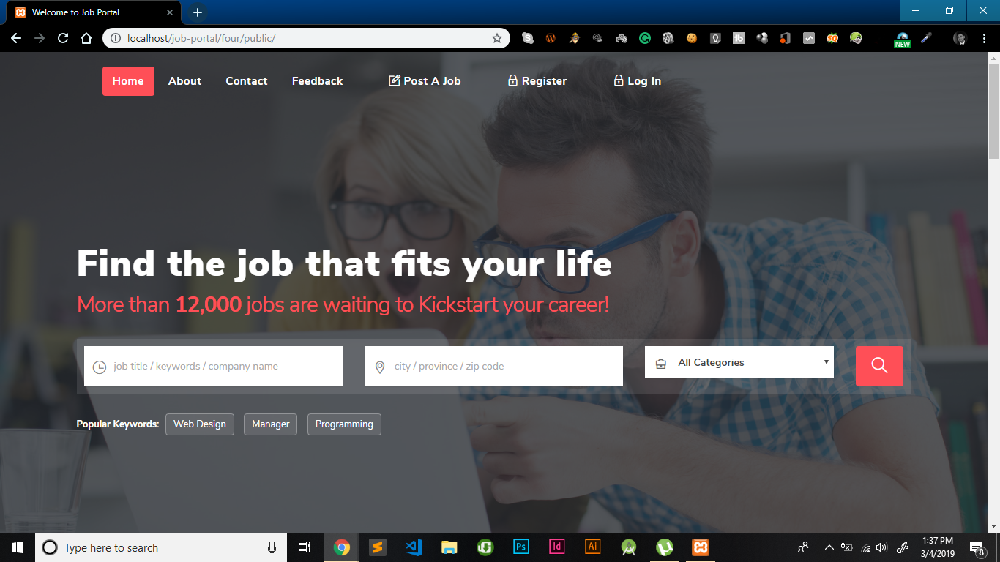 Welcome to Job Portal
localhost/job-portal/four/public/
NEW
Home About Contact Feedback Post A Job Register Log In
Find the job that fits your life
More than 12,000 jobs are waiting to Kickstart your career!
job title / keywords / company name city / province / zip code All Categories
Popular Keywords: Web Design Manager Programming
Type here to search
Ps Id Ai
1:37 PM
3/4/2019
8